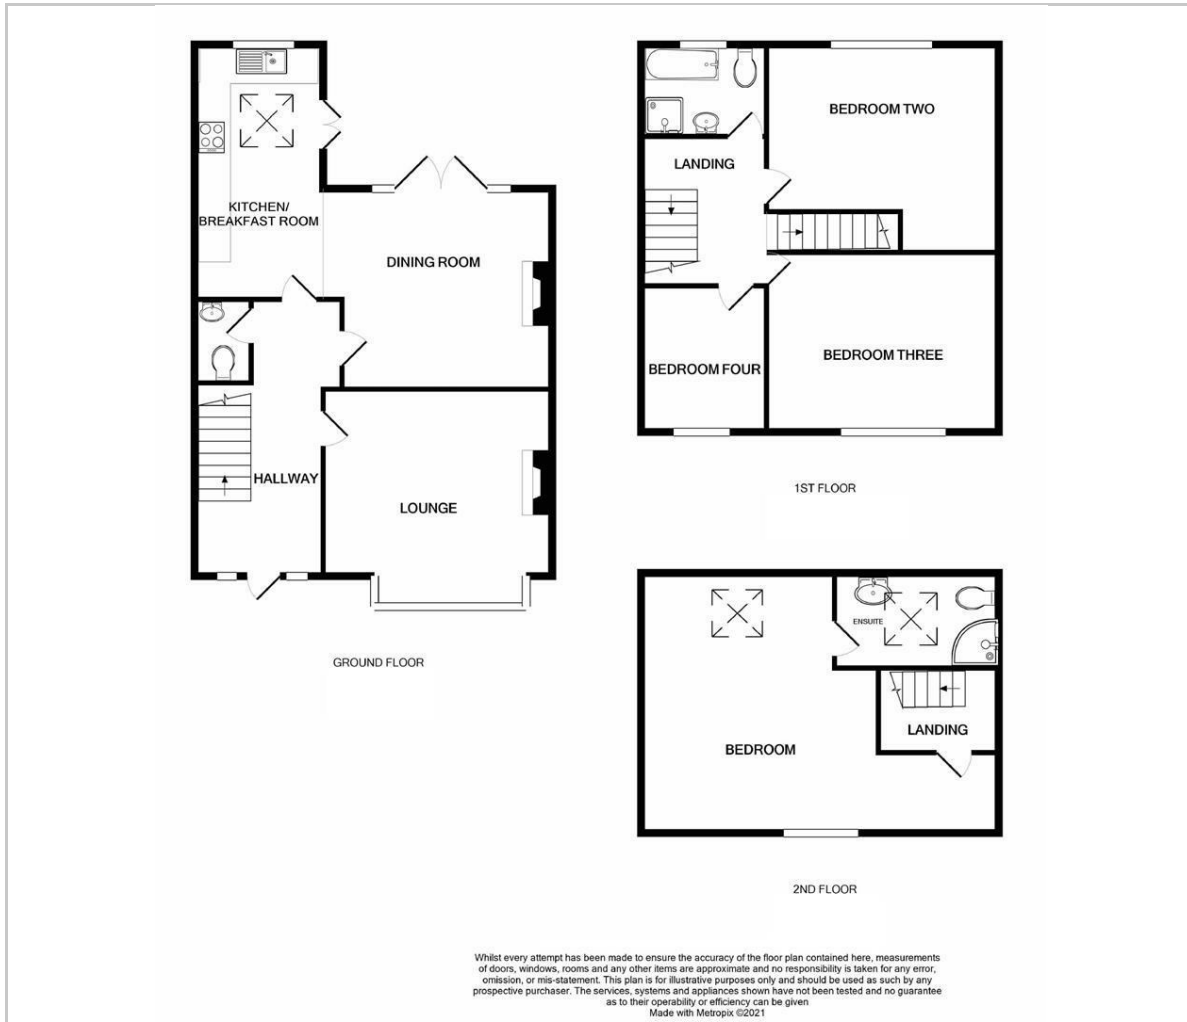 KITCHEN/
BREAKFAST ROOM
DINING ROOM
HALLWAY
LOUNGE
GROUND FLOOR
BEDROOM TWO
LANDING
BEDROOM FOUR
BEDROOM THREE
1ST FLOOR
ENSUITE
LANDING
BEDROOM
2ND FLOOR
Whilst every attempt has been made to ensure the accuracy of the floor plan contained here, measurements
of doors, windows, rooms and any other items are approximate and no responsibility is taken for any error,
omission, or mis-statement. This plan is for illustrative purposes only and should be used as such by any
prospective purchaser. The services, systems and appliances shown have not been tested and no guarantee
as to their operability or efficiency can be given
Made with Metropix ©2021